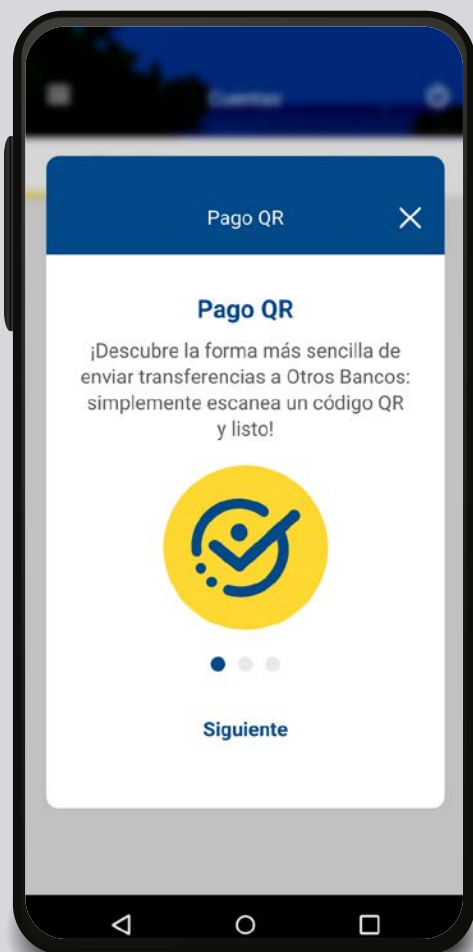 Cuentas
Pago QR
Pago QR
¡Descubre la forma más sencilla de
enviar transferencias a Otros Bancos:
simplemente escanea un código QR
y listo!
Siguiente